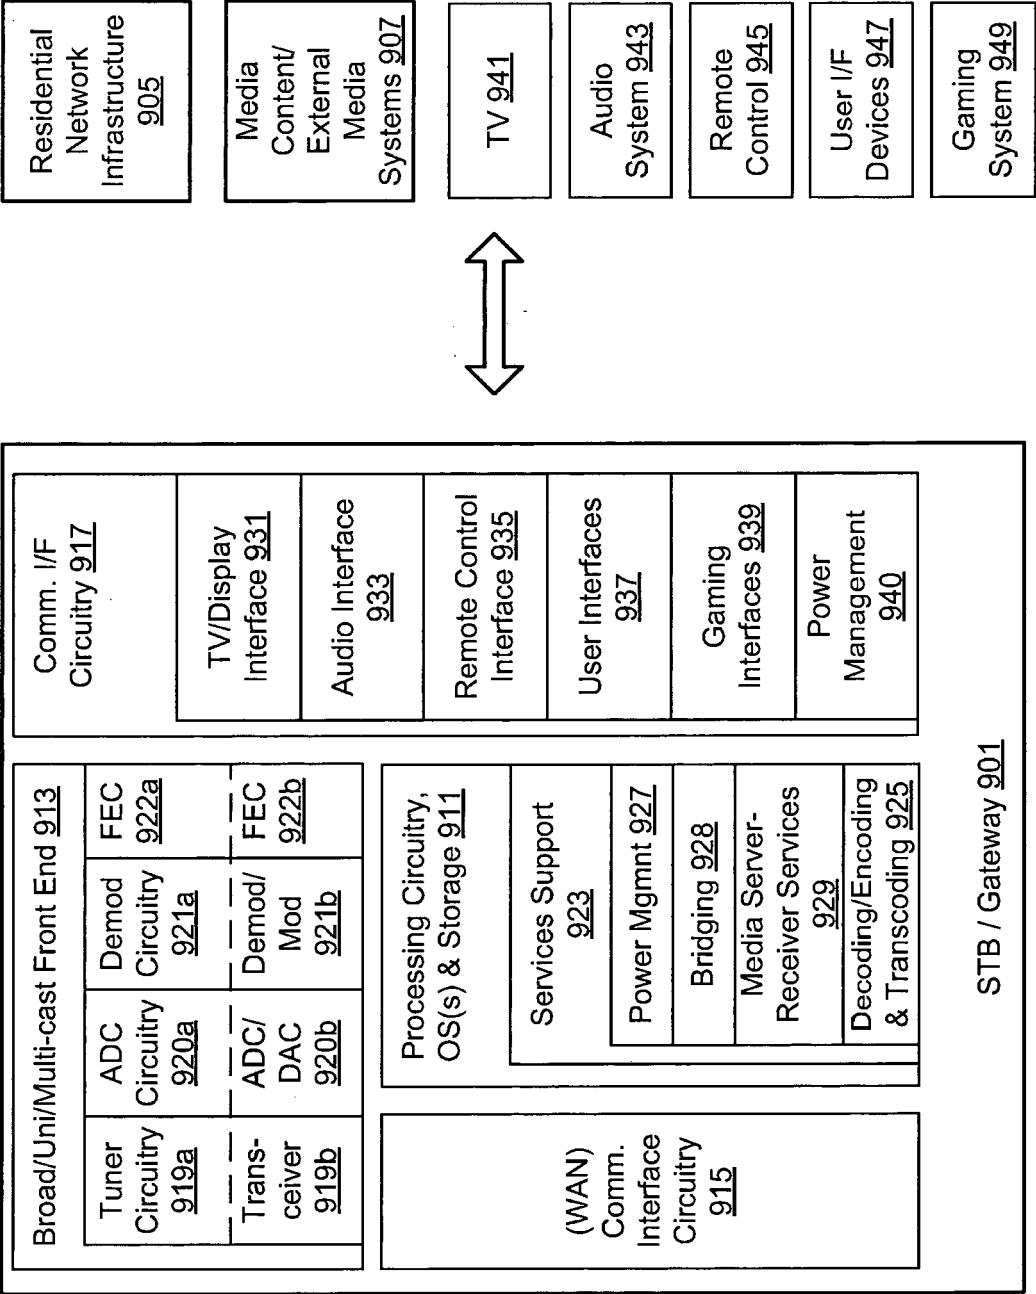 Broad/Uni/Multi-cast Front End 913
Tuner
Circuitry
919a
ADC
Circuitry
920a
Demod
Circuitry
921a
FEC
922a
Trans-
ceiver
919b
ADC/
DAC
920b
Demod/
Mod
921b
FEC
922b
(WAN)
Comm.
Interface
Circuitry
915
Processing Circuitry,
OS(s) & Storage 911
Services Support
923
Power Mgmnt 927
Bridging 928
Media Server-
Receiver Services
929
Decoding/Encoding
& Transcoding 925
Comm. I/F
Circuitry 917
TV/Display
Interface 931
Audio Interface
933
Remote Control
Interface 935
User Interfaces
937
Gaming
Interfaces 939
Power
Management
940
STB / Gateway 901
Residential
Network
Infrastructure
905
Media
Content/
External
Media
Systems 907
TV 941
Audio
System 943
Remote
Control 945
User I/F
Devices 947
Gaming
System 949